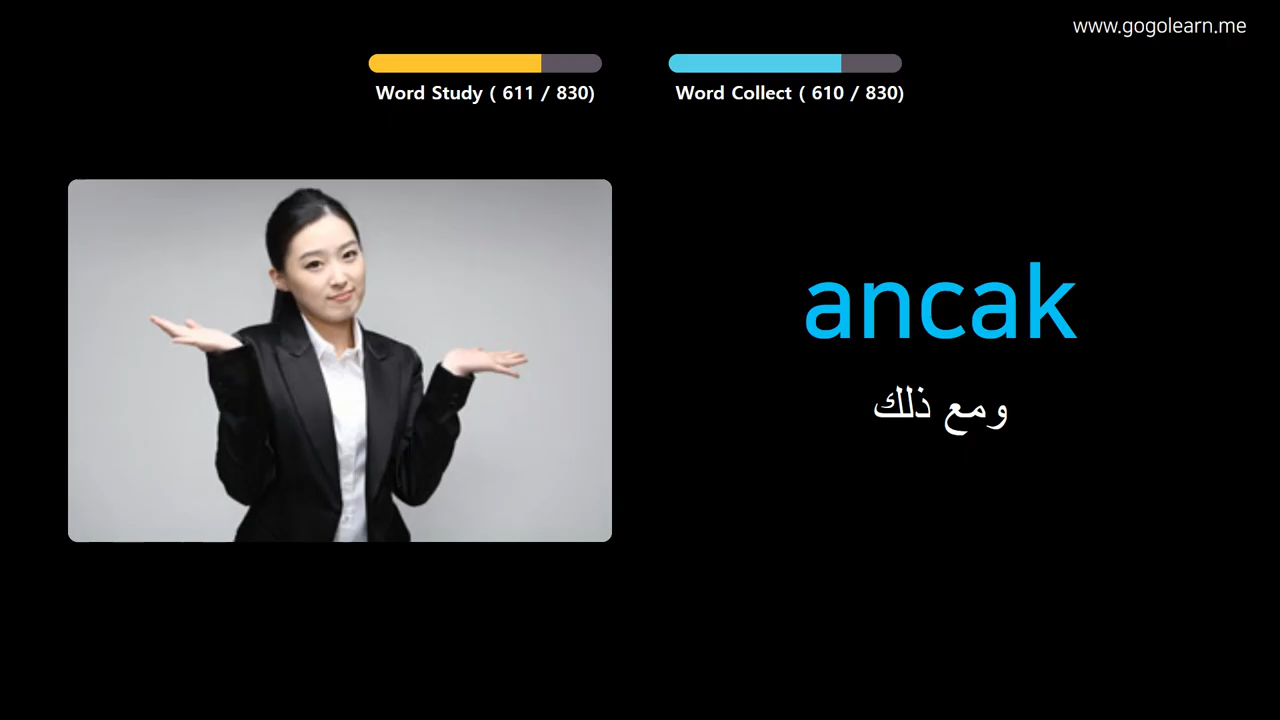 www.gogolearn.me
Word Study ( 611 / 830)
Word Collect ( 610 / 830)
ancak
ومع ذلك